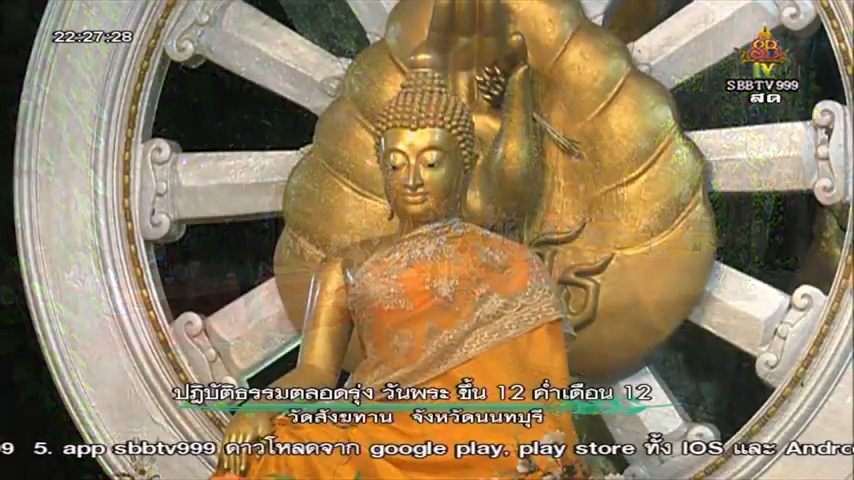 22:27:28
SBB
TV
SBBTV999
สด
ปฏิบัติธรรมตลอดรุ่ง วันพระ ขึ้น 12 ค่ำเดือน 12
วัดสังฆทาน จังหวัดนนทบุรี
99 5. app sbbtv999 ดาวโหลดจาก google play, play store ทั้ง IOS และ Andro